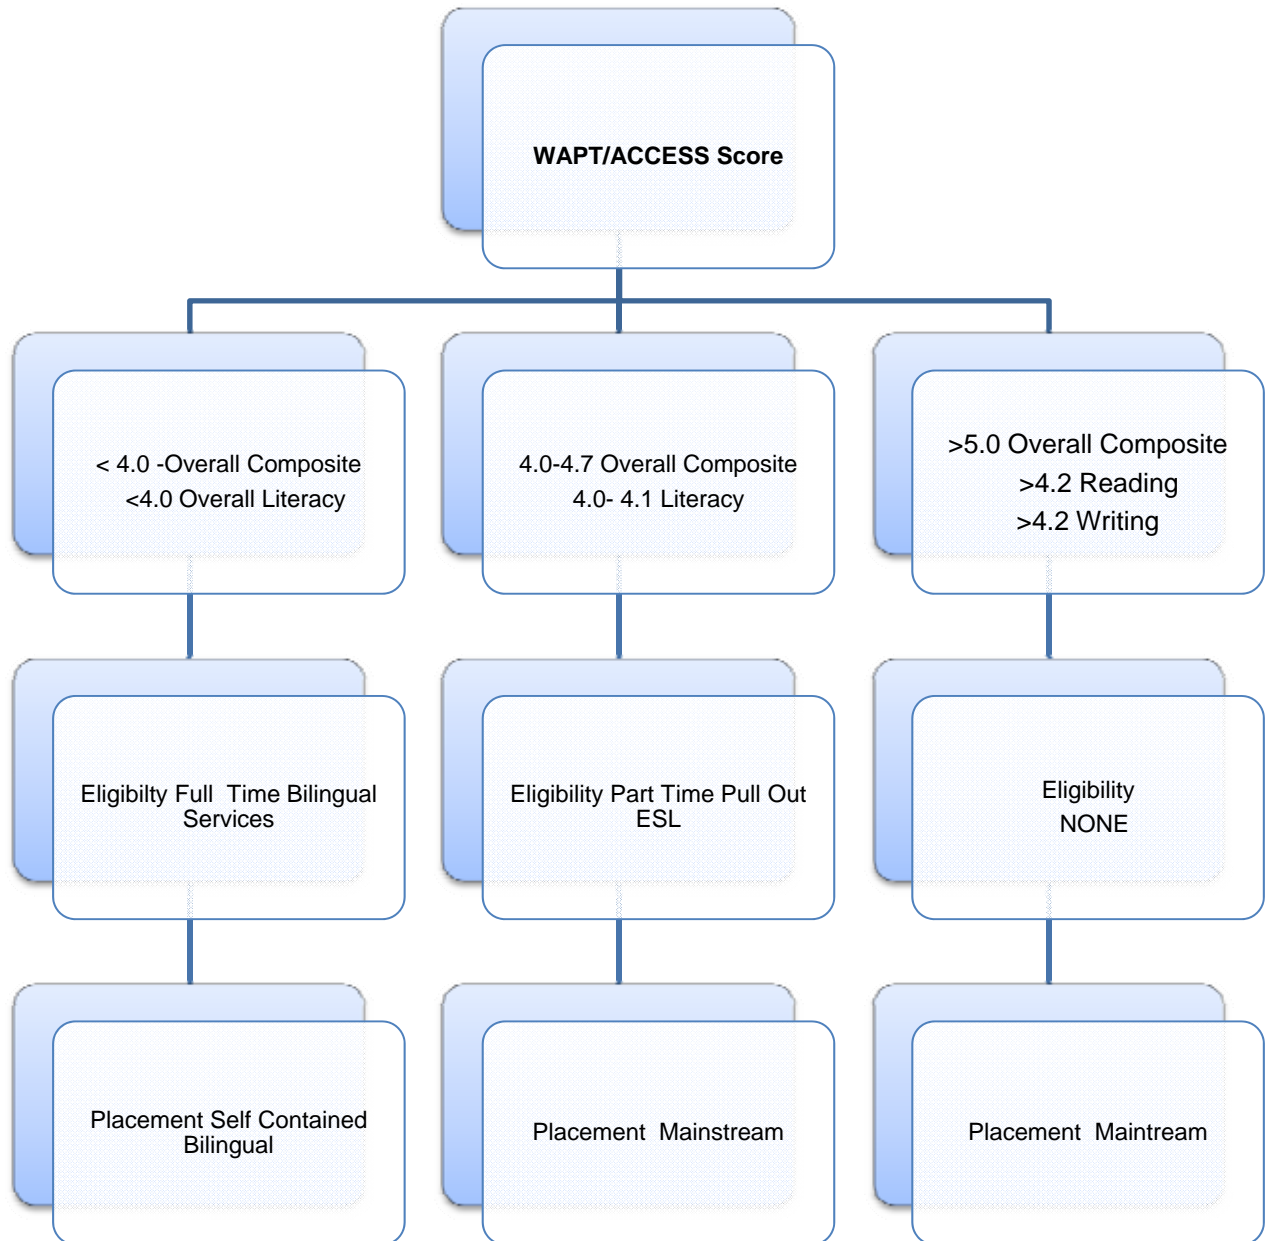 WAPT/ACCESS Score
< 4.0 -Overall Composite
<4.0 Overall Literacy
4.0-4.7 Overall Composite
4.0- 4.1 Literacy
>5.0 Overall Composite
>4.2 Reading
>4.2 Writing
Eligibilty Full  Time Bilingual
Services
Eligibility Part Time Pull Out
ESL
Eligibility
NONE
Placement Self Contained
Bilingual
Placement  Mainstream
Placement  Maintream